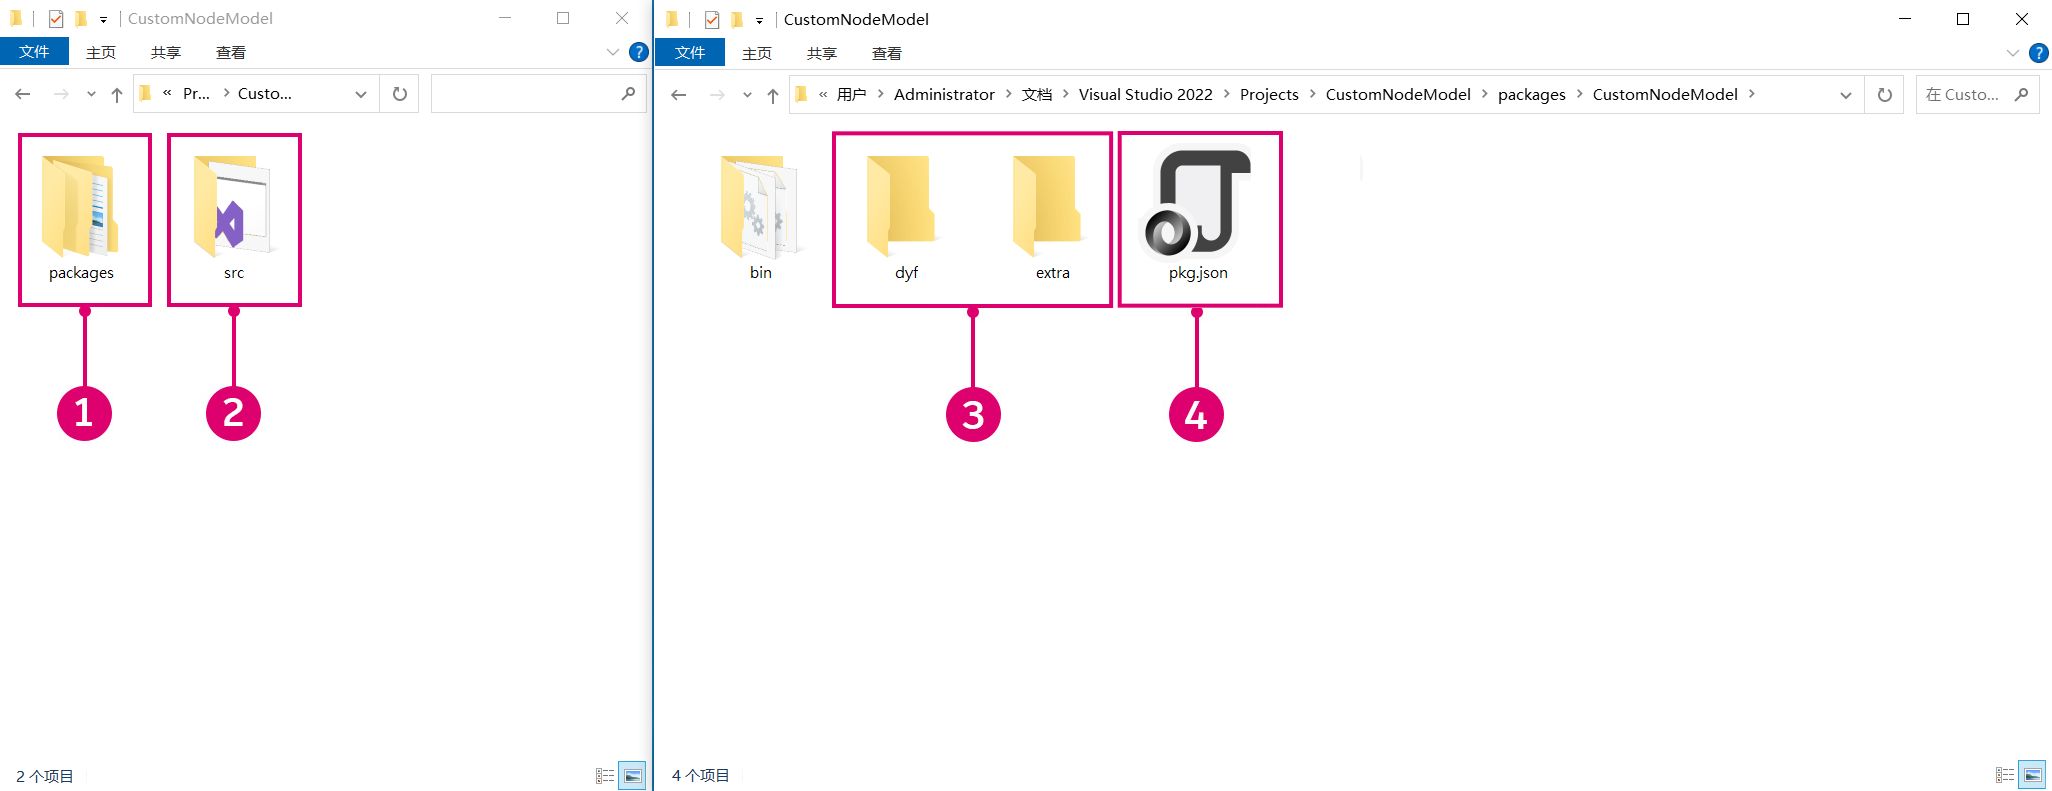 CustomNodeModel
文件 主页 共享 查看
« Pr... › Custo...
packages
src
1
2
2 个项目
CustomNodeModel
文件 主页 共享 查看
« 用户 › Administrator › 文档 › Visual Studio 2022 › Projects › CustomNodeModel › packages › CustomNodeModel ›
在 Custo...
bin
dyf
extra
pkg.json
3
4
4 个项目